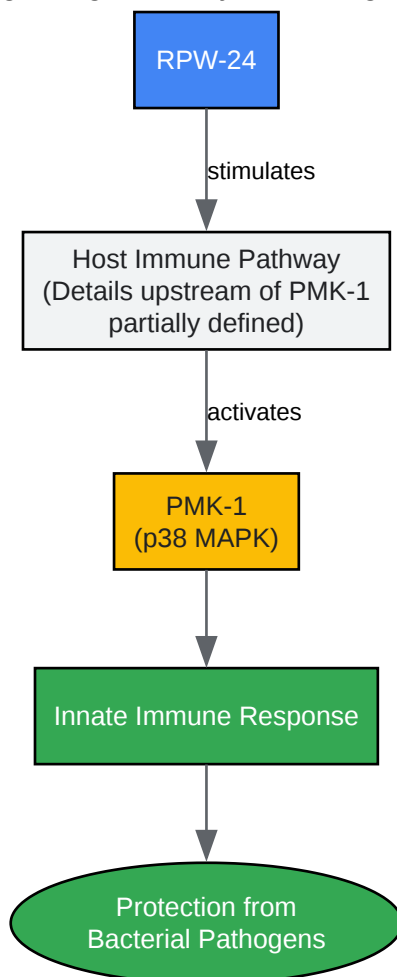 RPW-24
stimulates
Host Immune Pathway
(Details upstream of PMK-1
partially defined)
activates
PMK-1
(p38 MAPK)
Innate Immune Response
Protection from
Bacterial Pathogens